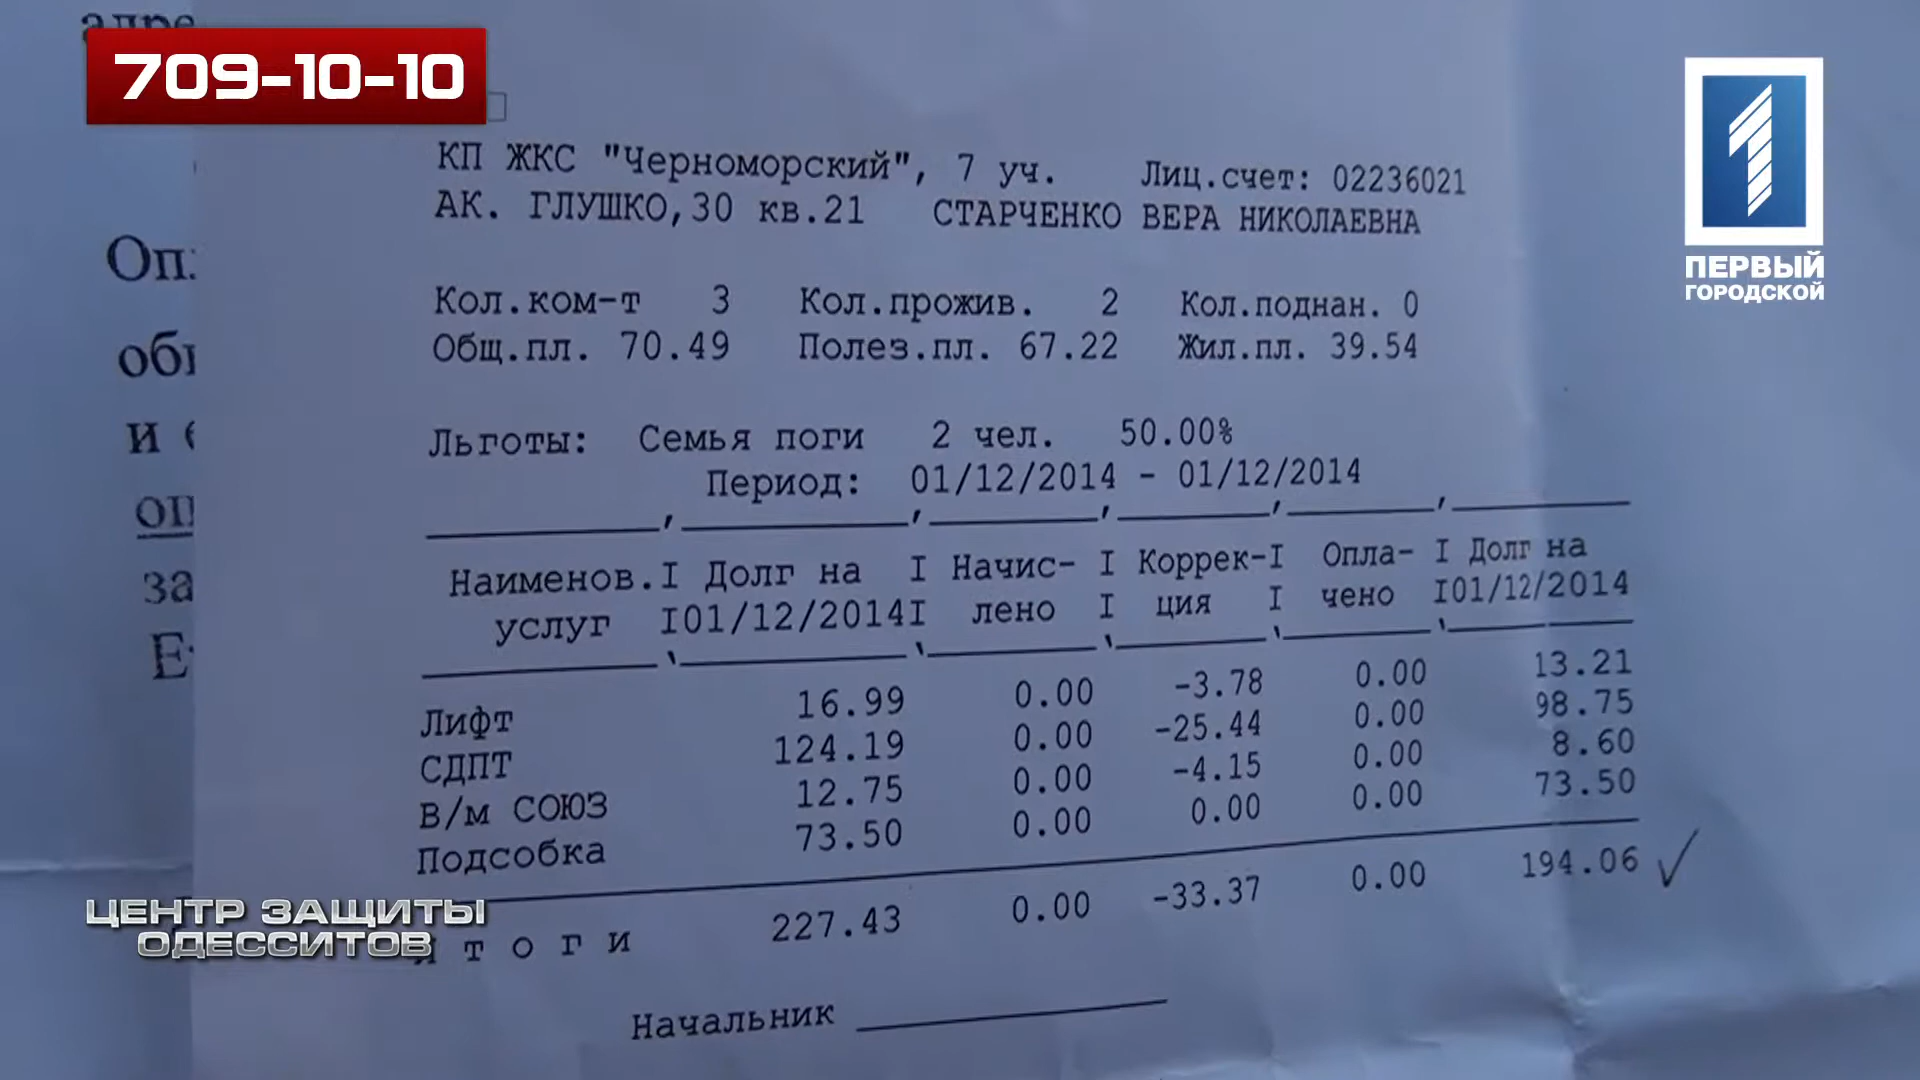 709-10-10
ПЕРВЫЙ
ГОРОДСКОЙ
КП ЖКС "Черноморский", 7 уч. Лиц.счет: 02236021
АК. ГЛУШКО,30 кв.21 СТАРЧЕНКО ВЕРА НИКОЛАЕВНА
Кол.ком-т 3 Кол.прожив. 2 Кол.поднан. 0
Общ.пл. 70.49 Полез.пл. 67.22 Жил.пл. 39.54
Льготы: Семья поги 2 чел. 50.00%
Период: 01/12/2014 - 01/12/2014
Наименов.I Долг на I Начис- I Коррек-I Опла- I Долг на
услуг I01/12/2014I лено I ция I чено I01/12/2014
Лифт 16.99 0.00 -3.78 0.00 13.21
СДПТ 124.19 0.00 -25.44 0.00 98.75
В/м СОЮЗ 12.75 0.00 -4.15 0.00 8.60
Подсобка 73.50 0.00 0.00 0.00 73.50
И т о г и 227.43 0.00 -33.37 0.00 194.06
Начальник
ЦЕНТР ЗАЩИТЫ
ОДЕССИТОВ